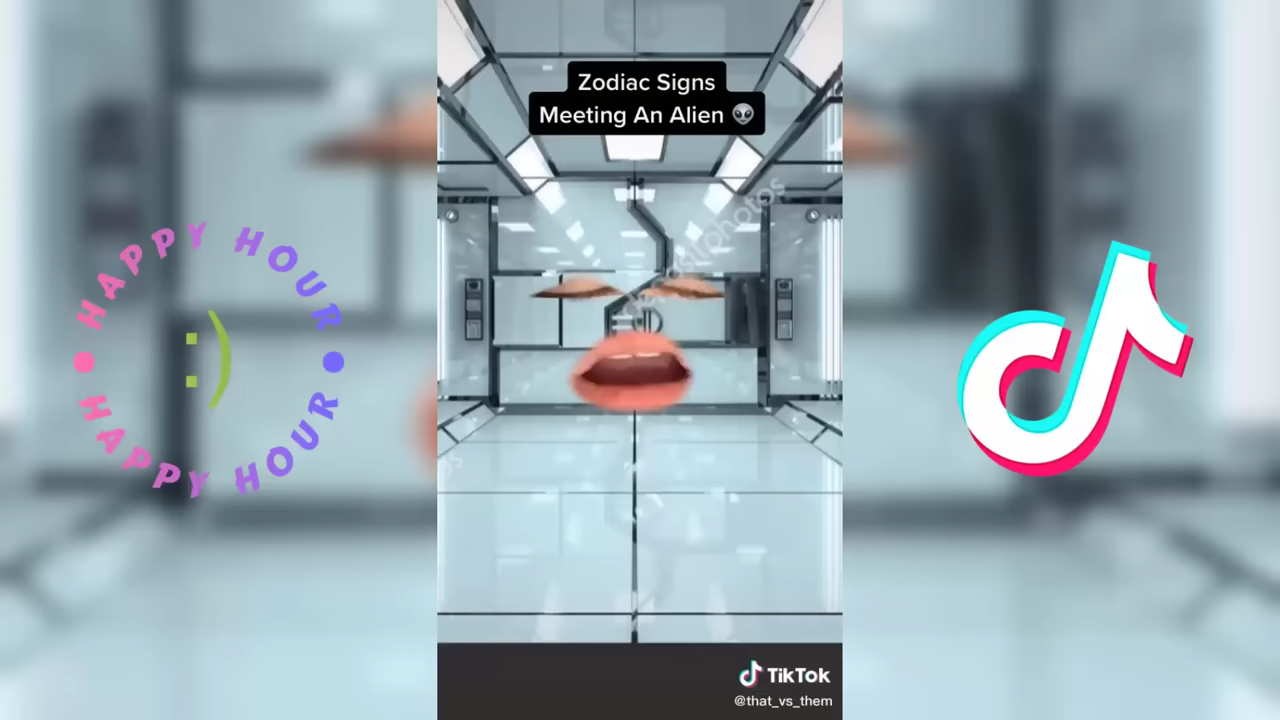 Zodiac Signs
Meeting An Alien 👽
HAPPY HOUR
:)
HAPPY HOUR
TikTok
@that_vs_them